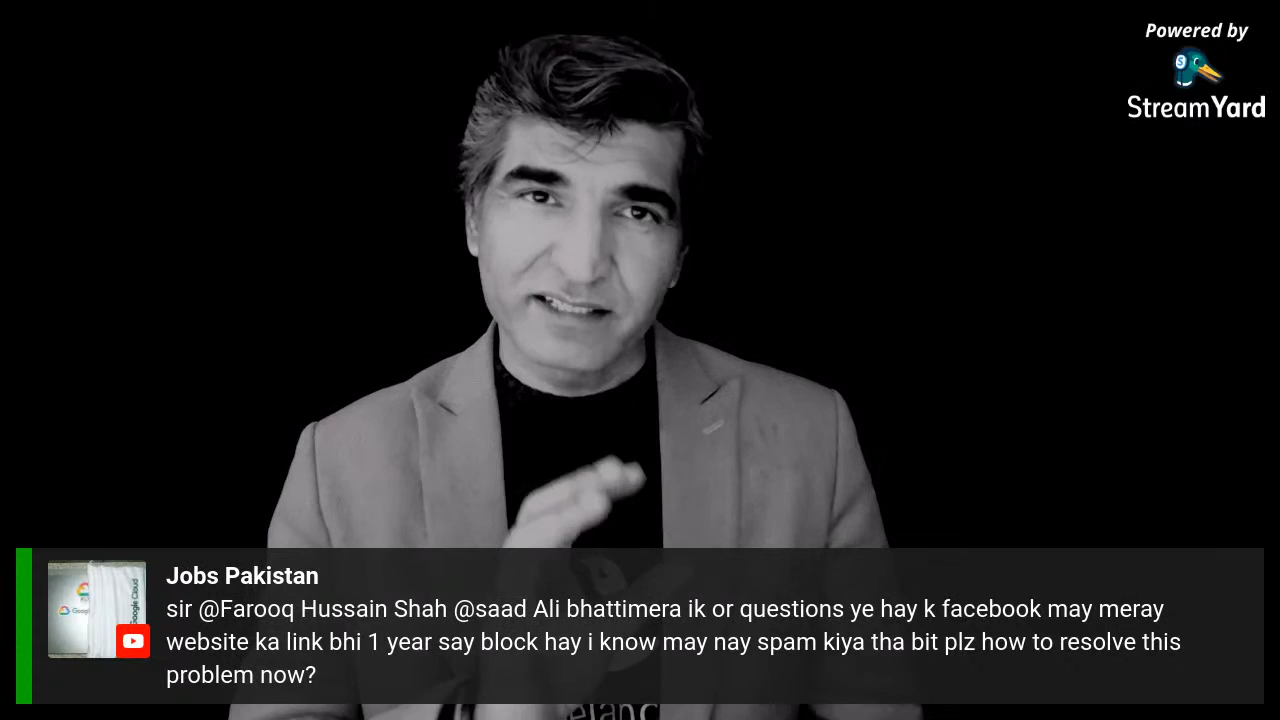 Powered by
StreamYard
Jobs Pakistan
sir @Farooq Hussain Shah @saad Ali bhattimera ik or questions ye hay k facebook may meray
website ka link bhi 1 year say block hay i know may nay spam kiya tha bit plz how to resolve this
problem now?